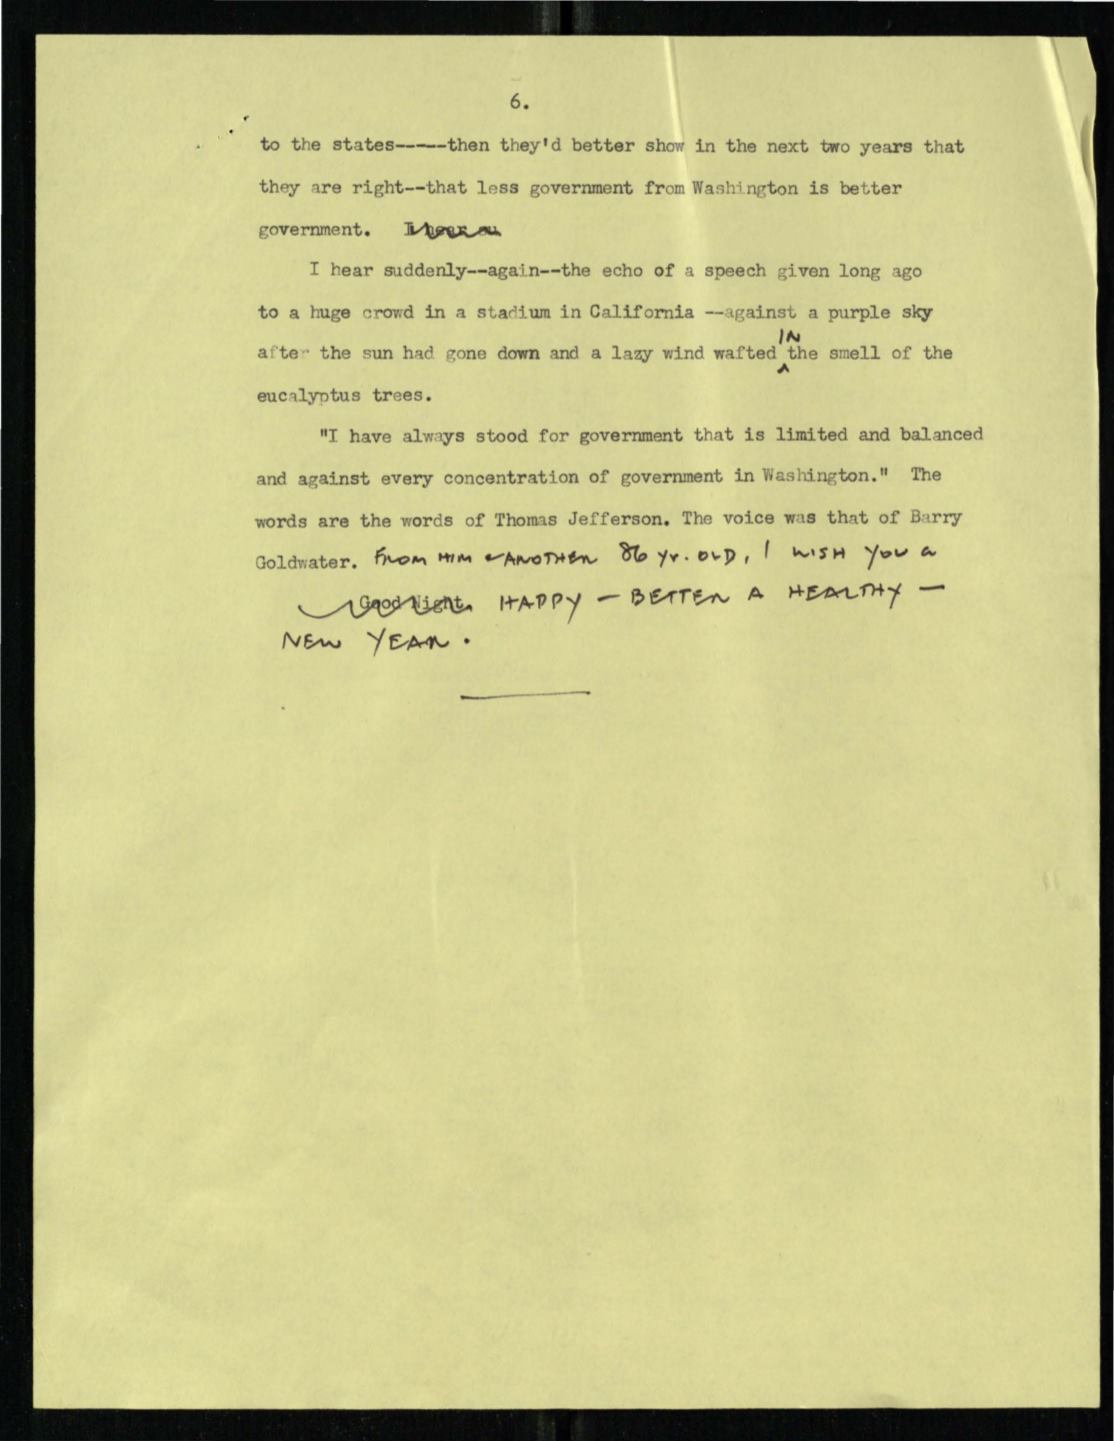 6.
to the states-----then they'd better show in the next two years that
they are right--that less government from Washington is better
government. I hear
I hear suddenly--again--the echo of a speech given long ago
to a huge crowd in a stadium in California --against a purple sky
after the sun had gone down and a lazy wind wafted IN the smell of the
eucalyptus trees.
"I have always stood for government that is limited and balanced
and against every concentration of government in Washington." The
words are the words of Thomas Jefferson. The voice was that of Barry
Goldwater. FROM HIM & ANOTHER 86 yr. OLD, I WISH YOU a
Good Night. HAPPY — BETTER A HEALTHY —
NEW YEAR.